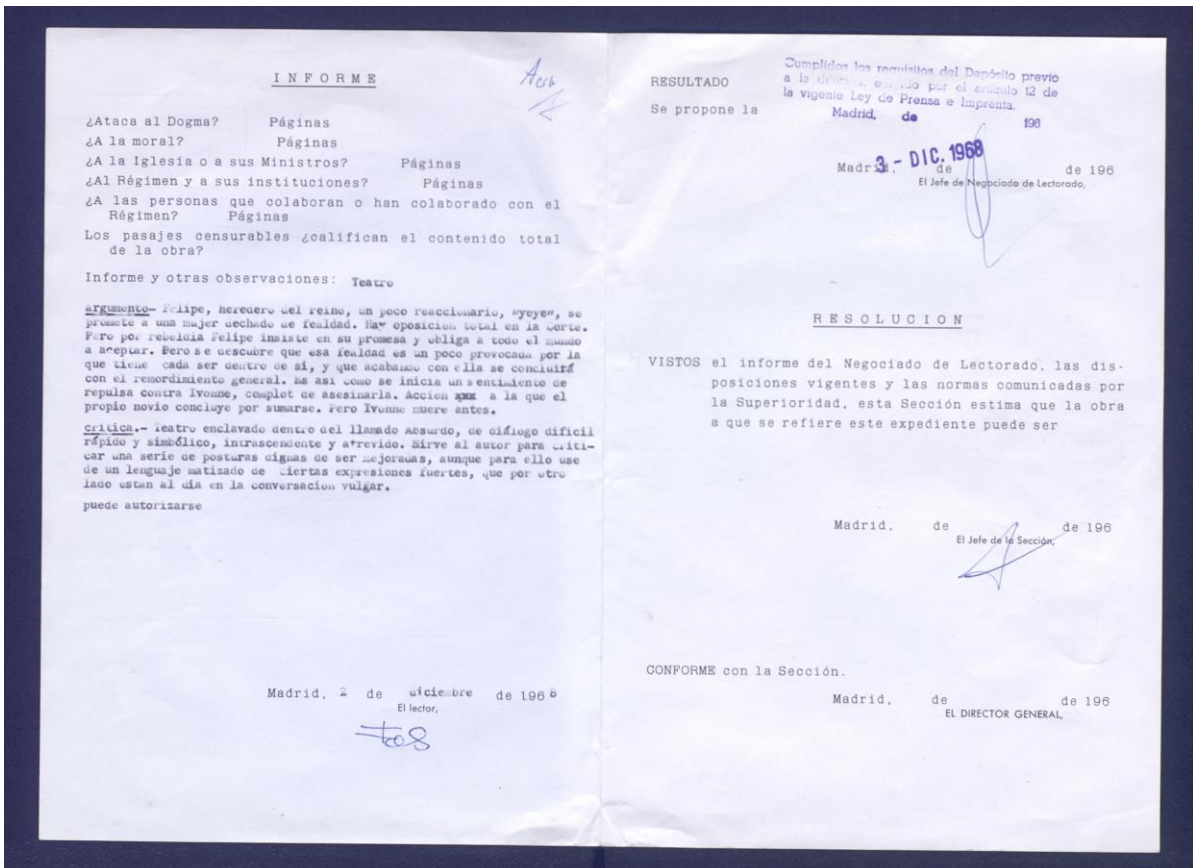 INFORME
¿Ataca al Dogma? Páginas
¿A la moral? Páginas
¿A la Iglesia o a sus Ministros? Páginas
¿Al Régimen y a sus instituciones? Páginas
¿A las personas que colaboran o han colaborado con el
Régimen? Páginas
Los pasajes censurables ¿califican el contenido total
de la obra?
Informe y otras observaciones: Teatro
argumento- Felipe, heredero del reino, un poco reaccionario, "yeye", se
promete a una mujer dechado de fealdad. Hay oposicion total en la corte.
Pero por rebeldia Felipe insiste en su promesa y obliga a todo el mundo
a aceptar. Pero se descubre que esa fealdad es un poco provocada por la
que tiene cada ser dentro de si, y que acabando con ella se concluirá
con el remordimiento general. Es asi como se inicia un sentimiento de
repulsa contra Ivonne, complot de asesinarla. Accion xxx a la que el
propio novio concluye por sumarse. Pero Ivonne muere antes.
critica.- Teatro enclavado dentro del llamado Absurdo, de diálogo dificil
rápido y simbólico, intrascendente y atrevido. Sirve al autor para criti-
car una serie de posturas dignas de ser mejoradas, aunque para ello use
de un lenguaje matizado de ciertas expresiones fuertes, que por otro
lado estan al dia en la conversacion vulgar.
puede autorizarse
Madrid, 2 de diciembre de 1968
El lector,
RESULTADO
Cumplidos los requisitos del Depósito previo
a la difusión exigido por el artículo 12 de
la vigente Ley de Prensa e Imprenta.
Madrid, de 196
Se propone la
3 - DIC. 1968
Madrid, de de 196
El Jefe de Negociado de Lectorado,
RESOLUCION
VISTOS el informe del Negociado de Lectorado, las dis-
posiciones vigentes y las normas comunicadas por
la Superioridad, esta Sección estima que la obra
a que se refiere este expediente puede ser
Madrid, de de 196
El Jefe de la Sección,
CONFORME con la Sección.
Madrid, de de 196
EL DIRECTOR GENERAL,